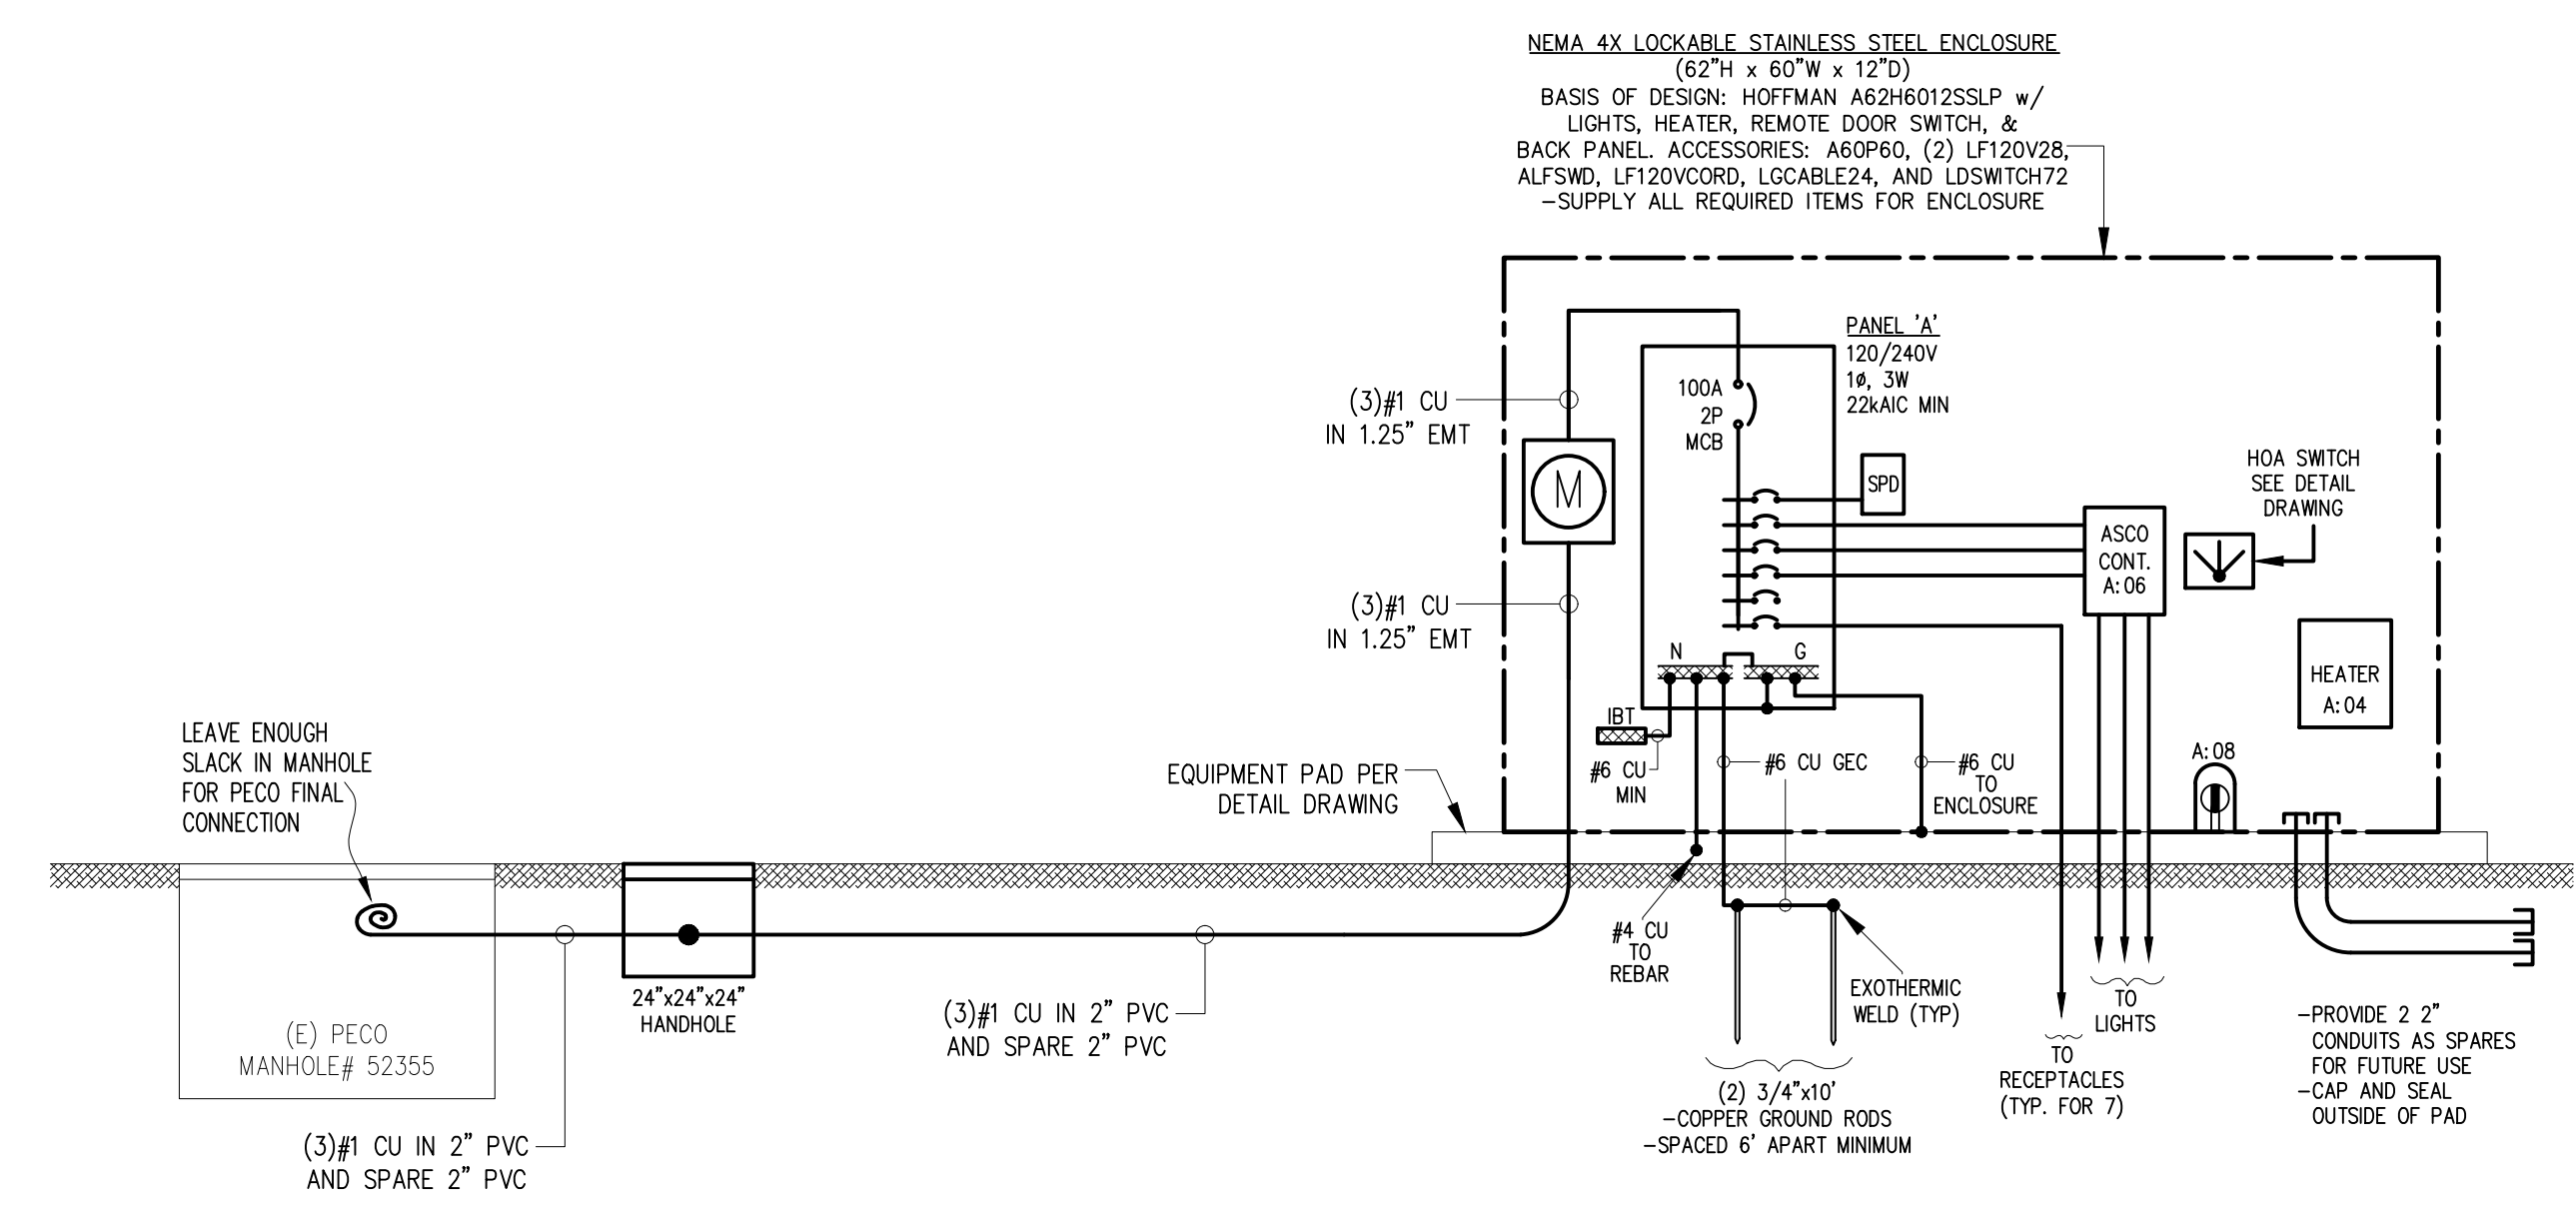 NEMA 4X LOCKABLE STAINLESS STEEL ENCLOSURE
(62"H x 60"W x 12"D)
BASIS OF DESIGN: HOFFMAN A62H6012SSLP w/
LIGHTS, HEATER, REMOTE DOOR SWITCH, &
BACK PANEL. ACCESSORIES: A60P60, (2) LF120V28,
ALFSWD, LF120VCORD, LGCABLE24, AND LDSWITCH72
-SUPPLY ALL REQUIRED ITEMS FOR ENCLOSURE
PANEL 'A'
120/240V
1ø, 3W
22kAIC MIN
100A
2P
MCB
(3)#1 CU
IN 1.25" EMT
M
SPD
HOA SWITCH
SEE DETAIL
DRAWING
ASCO
CONT.
A:06
(3)#1 CU
IN 1.25" EMT
N
G
HEATER
A:04
IBT
#6 CU
MIN
#6 CU GEC
#6 CU
TO
ENCLOSURE
A:08
LEAVE ENOUGH
SLACK IN MANHOLE
FOR PECO FINAL
CONNECTION
EQUIPMENT PAD PER
DETAIL DRAWING
#4 CU
TO
REBAR
EXOTHERMIC
WELD (TYP)
24"x24"x24"
HANDHOLE
(E) PECO
MANHOLE# 52355
(3)#1 CU IN 2" PVC
AND SPARE 2" PVC
(3)#1 CU IN 2" PVC
AND SPARE 2" PVC
(2) 3/4"x10'
-COPPER GROUND RODS
-SPACED 6' APART MINIMUM
TO
RECEPTACLES
(TYP. FOR 7)
TO
LIGHTS
-PROVIDE 2 2"
CONDUITS AS SPARES
FOR FUTURE USE
-CAP AND SEAL
OUTSIDE OF PAD